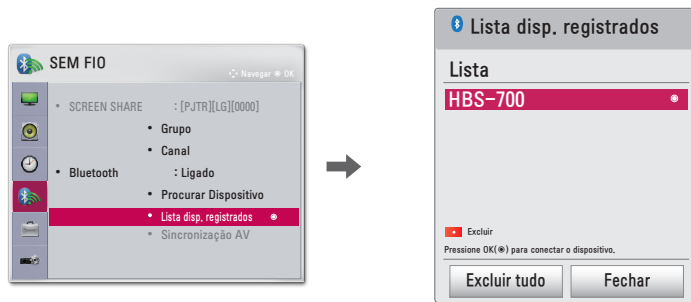 SEM FIO
Navegar ◉ OK
• SCREEN SHARE : [PJTR][LG][0000]
• Grupo
• Canal
• Bluetooth : Ligado
• Procurar Dispositivo
• Lista disp. registrados ◉
• Sincronização AV
Lista disp. registrados
Lista
HBS-700 ◉
Excluir
Pressione OK(◉) para conectar o dispositivo.
Excluir tudo Fechar